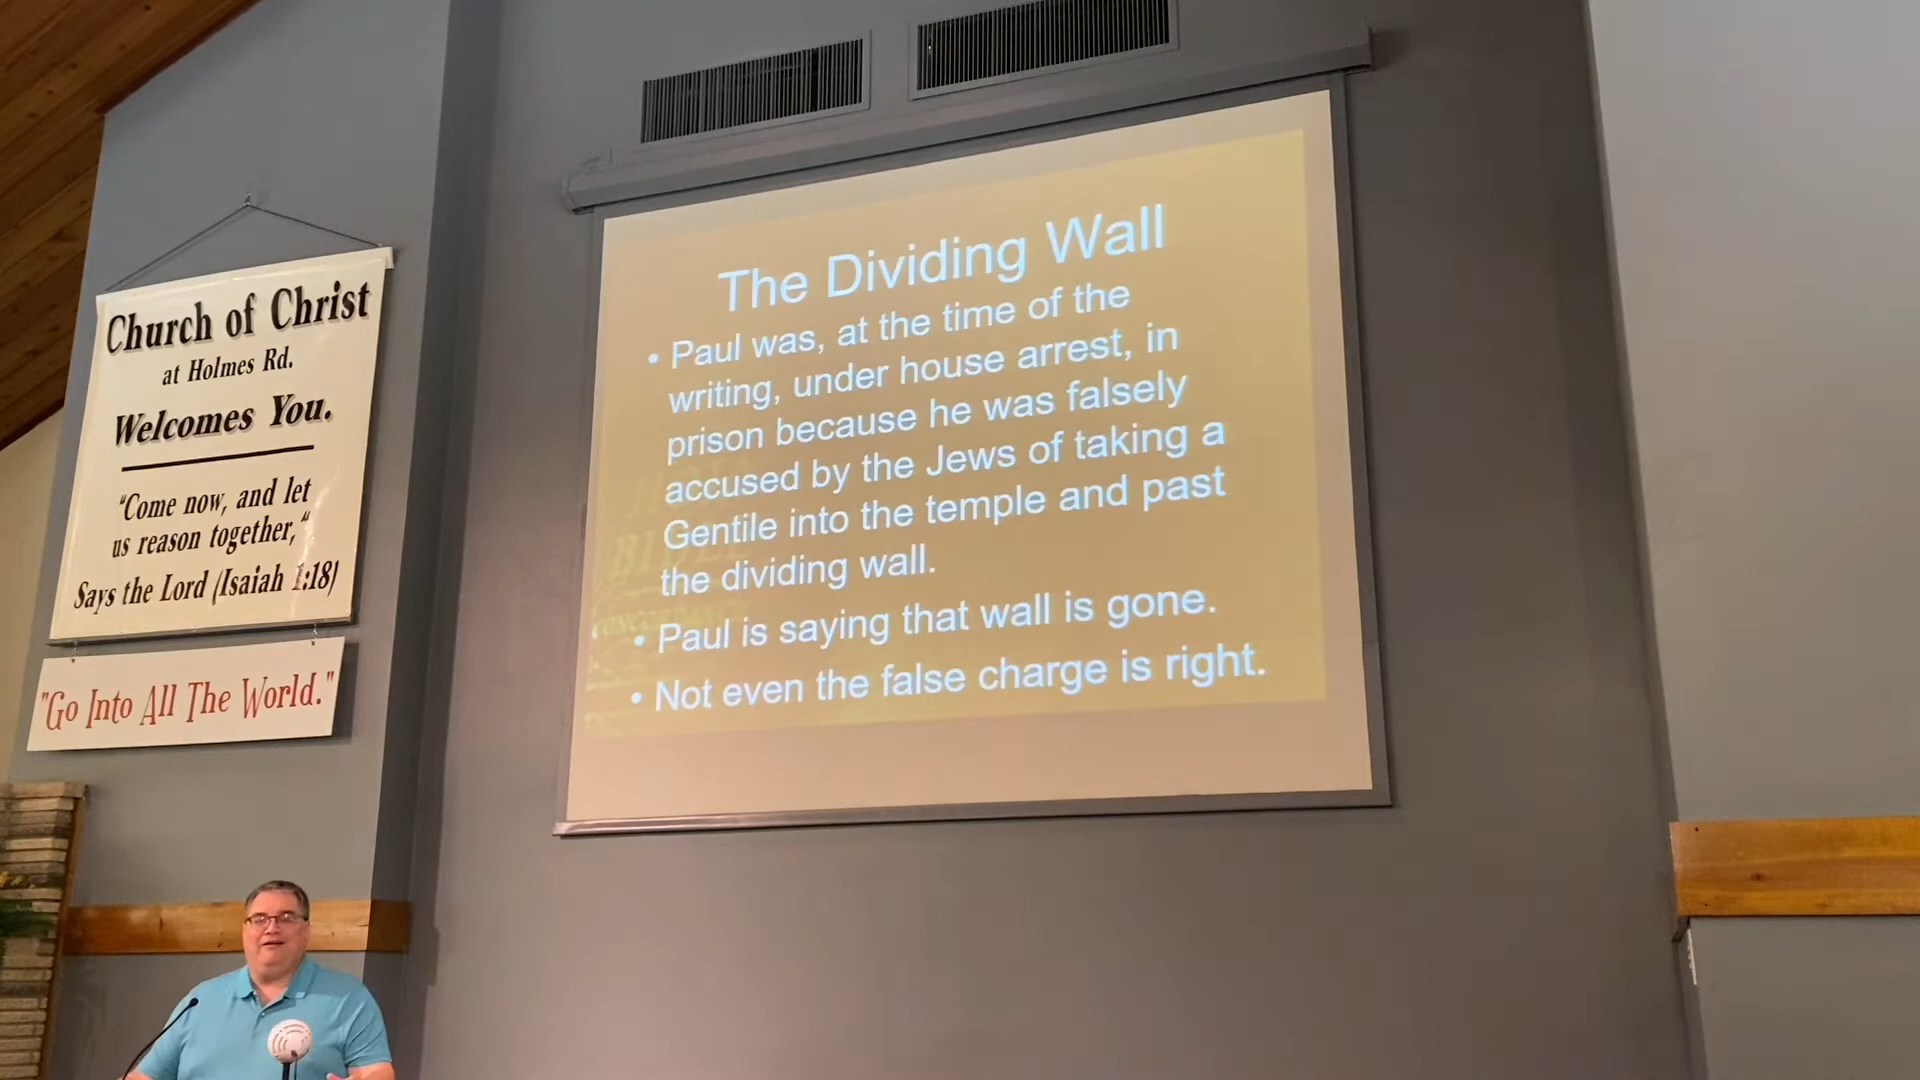 Church of Christ
at Holmes Rd.
Welcomes You.
"Come now, and let
us reason together,"
Says the Lord (Isaiah 1:18)
"Go Into All The World."
The Dividing Wall
• Paul was, at the time of the
writing, under house arrest, in
prison because he was falsely
accused by the Jews of taking a
Gentile into the temple and past
the dividing wall.
• Paul is saying that wall is gone.
• Not even the false charge is right.